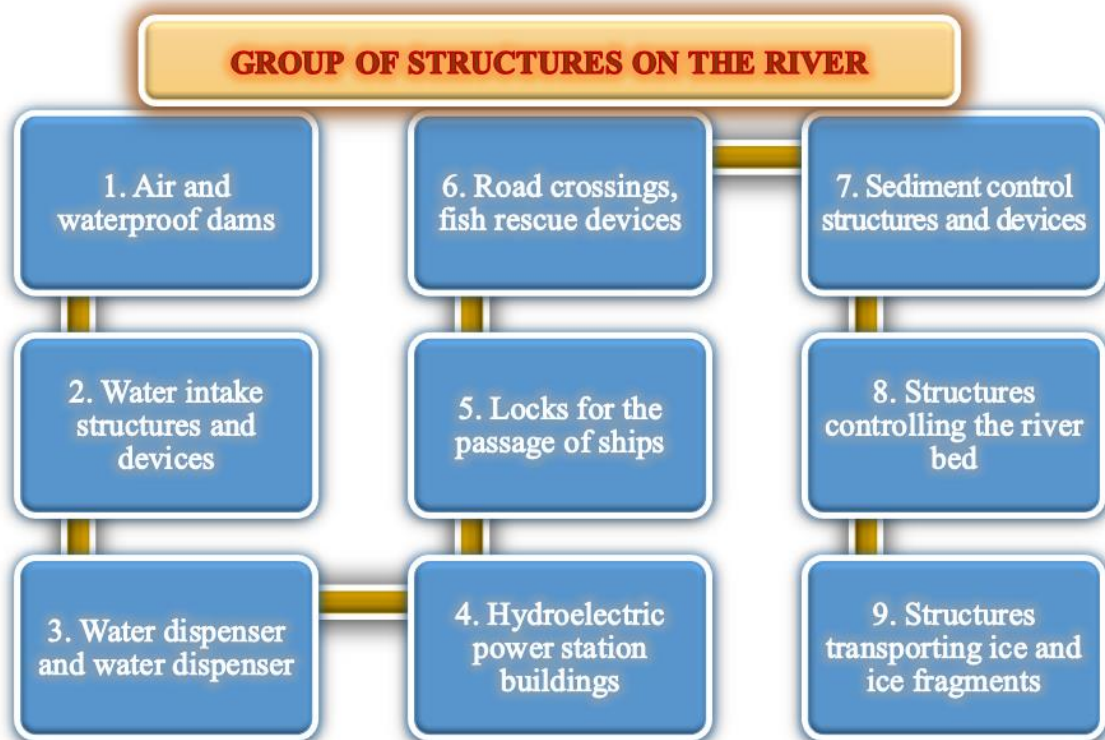 GROUP OF STRUCTURES ON THE RIVER
1. Air and
waterproof dams
2. Water intake
structures and
devices
3. Water dispenser
and water dispenser
4. Hydroelectric
power station
buildings
5. Locks for the
passage of ships
6. Road crossings,
fish rescue devices
7. Sediment control
structures and devices
8. Structures
controlling the river
bed
9. Structures
transporting ice and
ice fragments